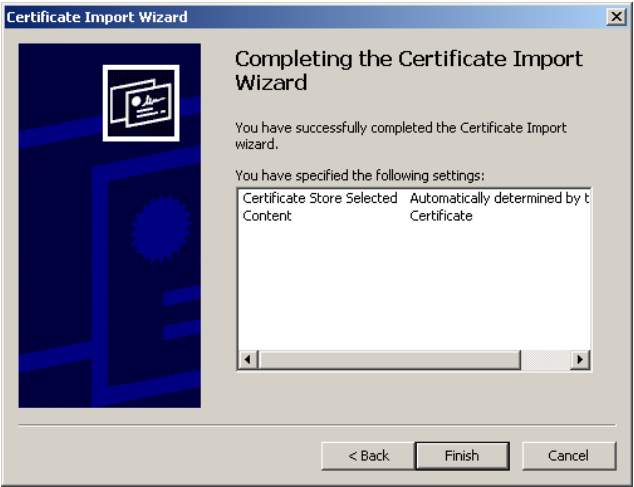 Certificate Import Wizard
Completing the Certificate Import
Wizard
You have successfully completed the Certificate Import
wizard.
You have specified the following settings:
Certificate Store Selected Automatically determined by t
Content Certificate
< Back Finish Cancel